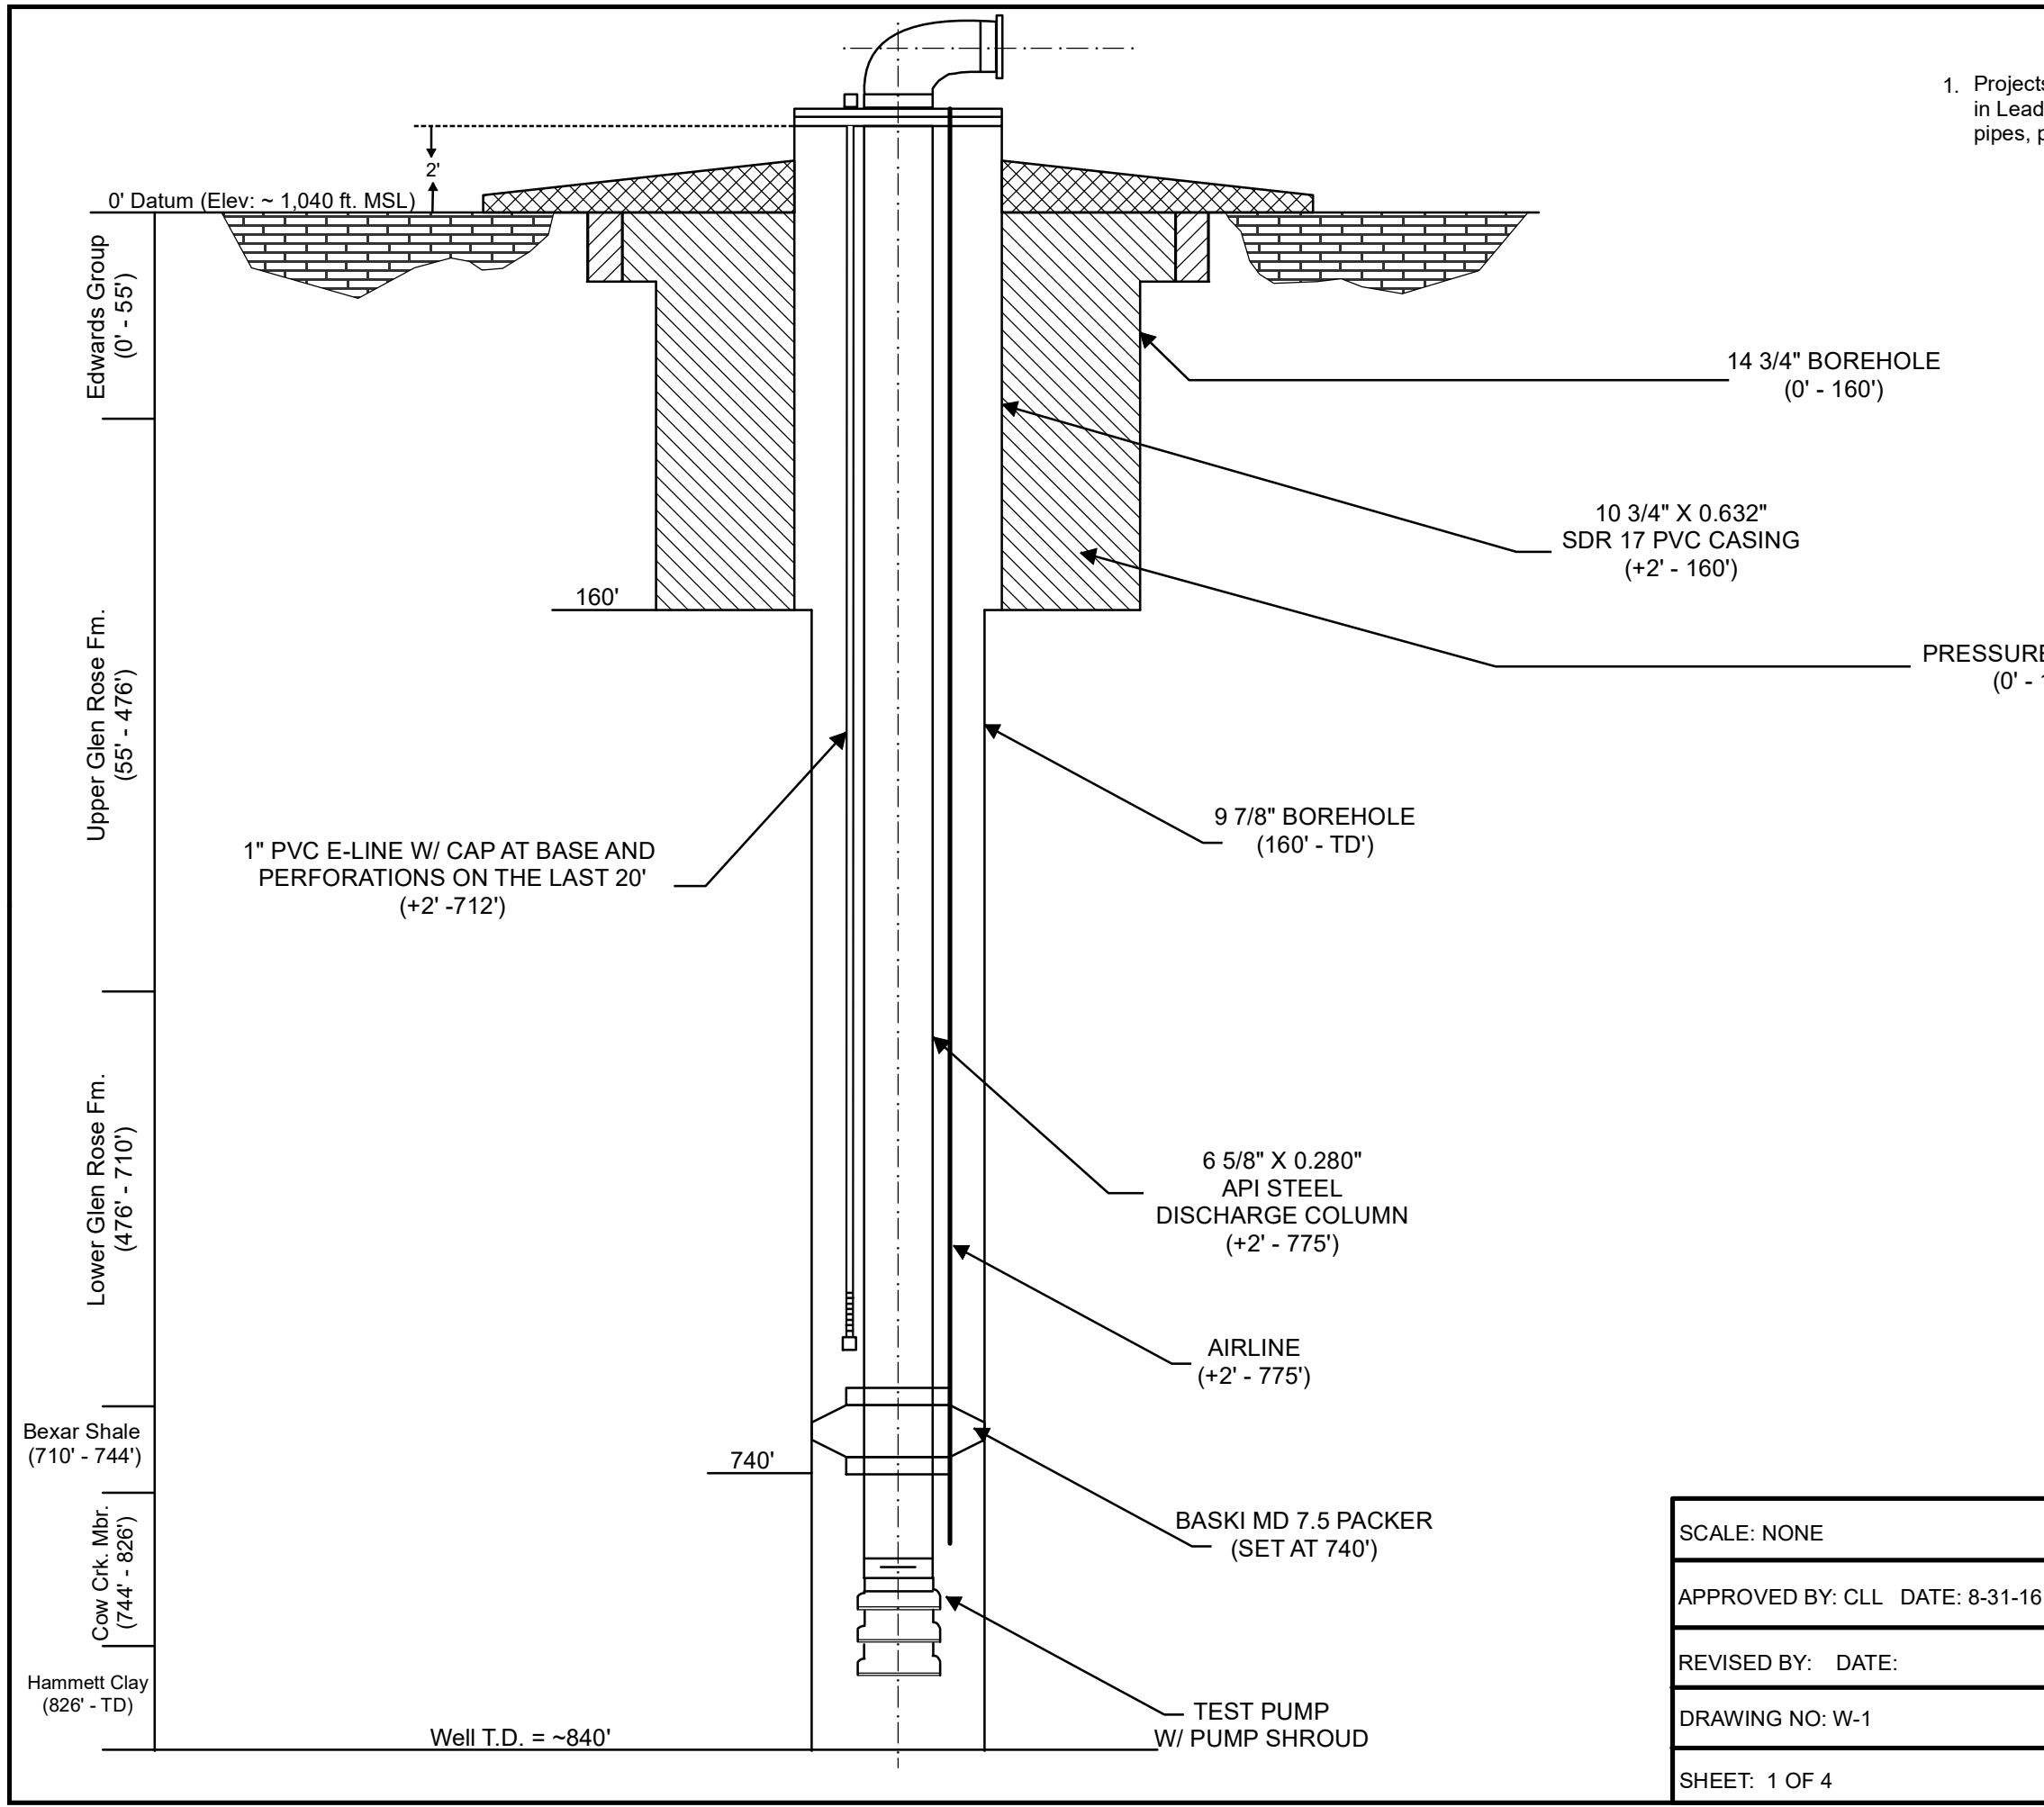 1. Projects
in Lead
pipes, p
2'
0' Datum (Elev: ~ 1,040 ft. MSL)
Edwards Group
(0' - 55')
14 3/4" BOREHOLE
(0' - 160')
10 3/4" X 0.632"
SDR 17 PVC CASING
(+2' - 160')
160'
PRESSURE
(0' - 1
Upper Glen Rose Fm.
(55' - 476')
9 7/8" BOREHOLE
(160' - TD')
1" PVC E-LINE W/ CAP AT BASE AND
PERFORATIONS ON THE LAST 20'
(+2' -712')
Lower Glen Rose Fm.
(476' - 710')
6 5/8" X 0.280"
API STEEL
DISCHARGE COLUMN
(+2' - 775')
AIRLINE
(+2' - 775')
Bexar Shale
(710' - 744')
740'
BASKI MD 7.5 PACKER
(SET AT 740')
Cow Crk. Mbr.
(744' - 826')
Hammett Clay
(826' - TD)
TEST PUMP
W/ PUMP SHROUD
Well T.D. = ~840'
SCALE: NONE
APPROVED BY: CLL DATE: 8-31-16
REVISED BY: DATE:
DRAWING NO: W-1
SHEET: 1 OF 4